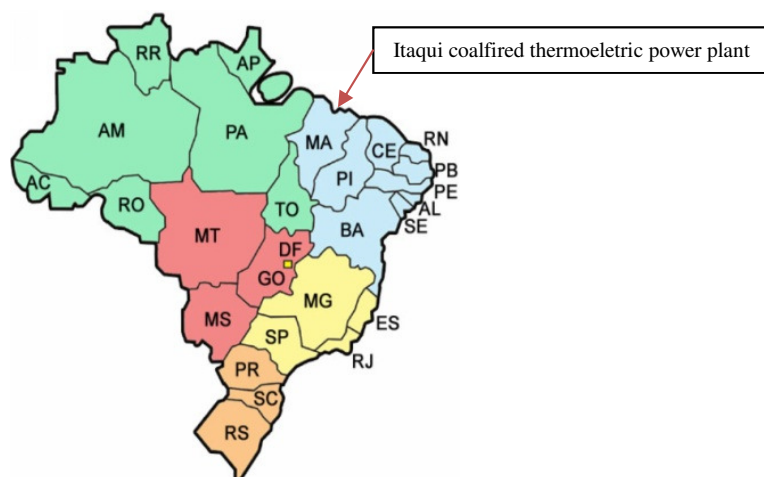 Itaqui coalfired thermoeletric power plant
RR
AP
AM
PA
MA
CE
RN
PB
PI
PE
AC
AL
RO
TO
SE
MT
BA
DF
GO
MG
MS
ES
SP
RJ
PR
SC
RS